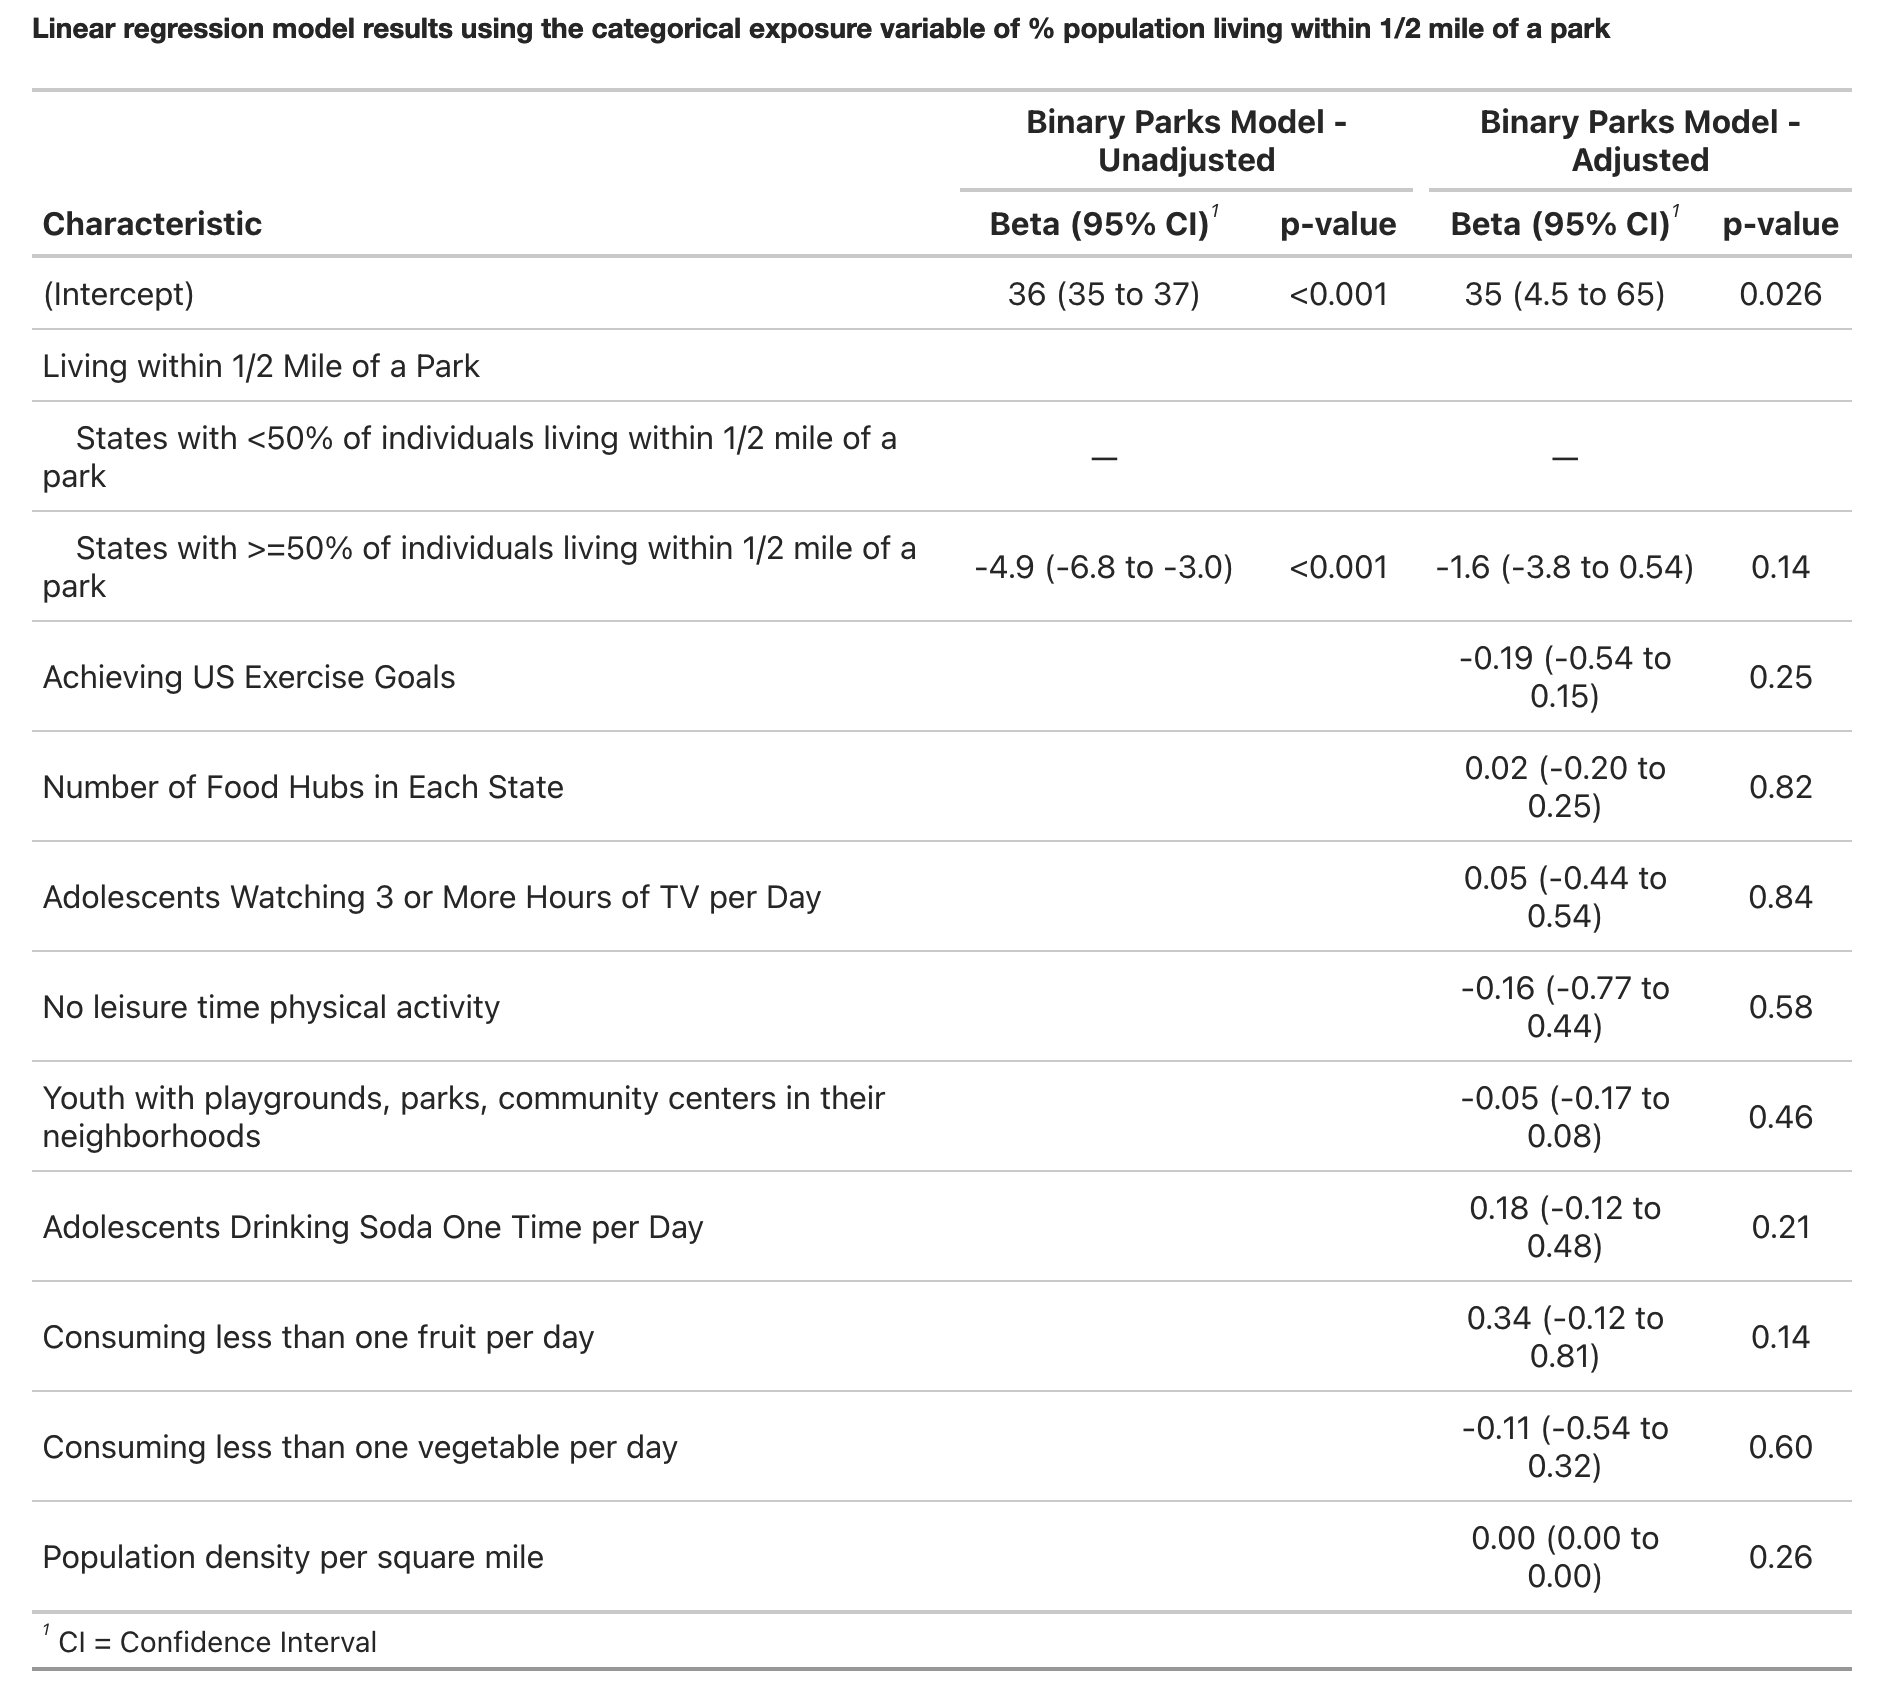 Linear regression model results using the categorical exposure variable of % population living within 1/2 mile of a park
Binary Parks Model - Unadjusted Binary Parks Model - Adjusted
Characteristic Beta (95% CI)1 p-value Beta (95% CI)1 p-value
(Intercept) 36 (35 to 37) <0.001 35 (4.5 to 65) 0.026
Living within 1/2 Mile of a Park
States with <50% of individuals living within 1/2 mile of a park — —
States with >=50% of individuals living within 1/2 mile of a park -4.9 (-6.8 to -3.0) <0.001 -1.6 (-3.8 to 0.54) 0.14
Achieving US Exercise Goals -0.19 (-0.54 to 0.15) 0.25
Number of Food Hubs in Each State 0.02 (-0.20 to 0.25) 0.82
Adolescents Watching 3 or More Hours of TV per Day 0.05 (-0.44 to 0.54) 0.84
No leisure time physical activity -0.16 (-0.77 to 0.44) 0.58
Youth with playgrounds, parks, community centers in their neighborhoods -0.05 (-0.17 to 0.08) 0.46
Adolescents Drinking Soda One Time per Day 0.18 (-0.12 to 0.48) 0.21
Consuming less than one fruit per day 0.34 (-0.12 to 0.81) 0.14
Consuming less than one vegetable per day -0.11 (-0.54 to 0.32) 0.60
Population density per square mile 0.00 (0.00 to 0.00) 0.26
1 CI = Confidence Interval